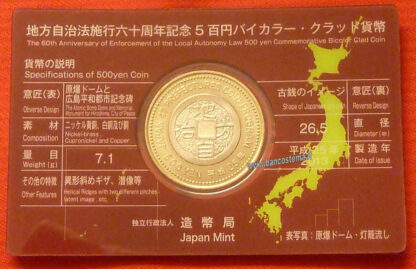 地方自治法施行六十周年記念5百円バイカラー・クラッド貨幣
The 60th Anniversary of Enforcement of the Local Autonomy Law 500 yen Commemorative Bicolor Clad Coin
貨幣の説明
Specifications of 500yen Coin
意匠(表)
Obverse Design
原爆ドームと
広島平和都市記念碑
The Atomic Bomb Dome and Memorial
Monument for Hiroshima, City of Peace
古銭のイメージ
意匠(裏)
Reverse Design
素材
Composition
ニッケル黄銅、白銅及び銅
Nickel-brass,
Cupronickel and Copper
26.5
直径
Diameter (㎜)
量目
Weight (g)
7.1
平成25年
2013
製造年
Date of issue
www.bancostema
その他の特徴
Other Features
異形斜めギザ、潜像等
Helical Ridges with two different pitches,
latent image, etc.
独立行政法人 造幣局
Japan Mint
表写真：原爆ドーム・灯籠流し